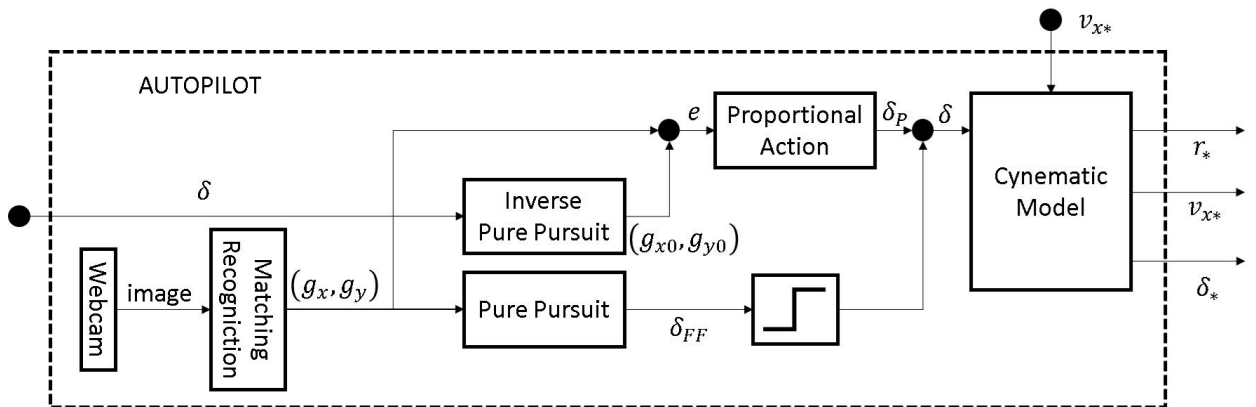 v_{x*}
AUTOPILOT
e
Proportional
Action
δ_P
δ
r_*
δ
Inverse
Pure Pursuit
(g_{x0}, g_{y0})
Cynematic
Model
v_{x*}
Webcam
image
Matching
Recogniction
(g_x, g_y)
Pure Pursuit
δ_{FF}
δ_*